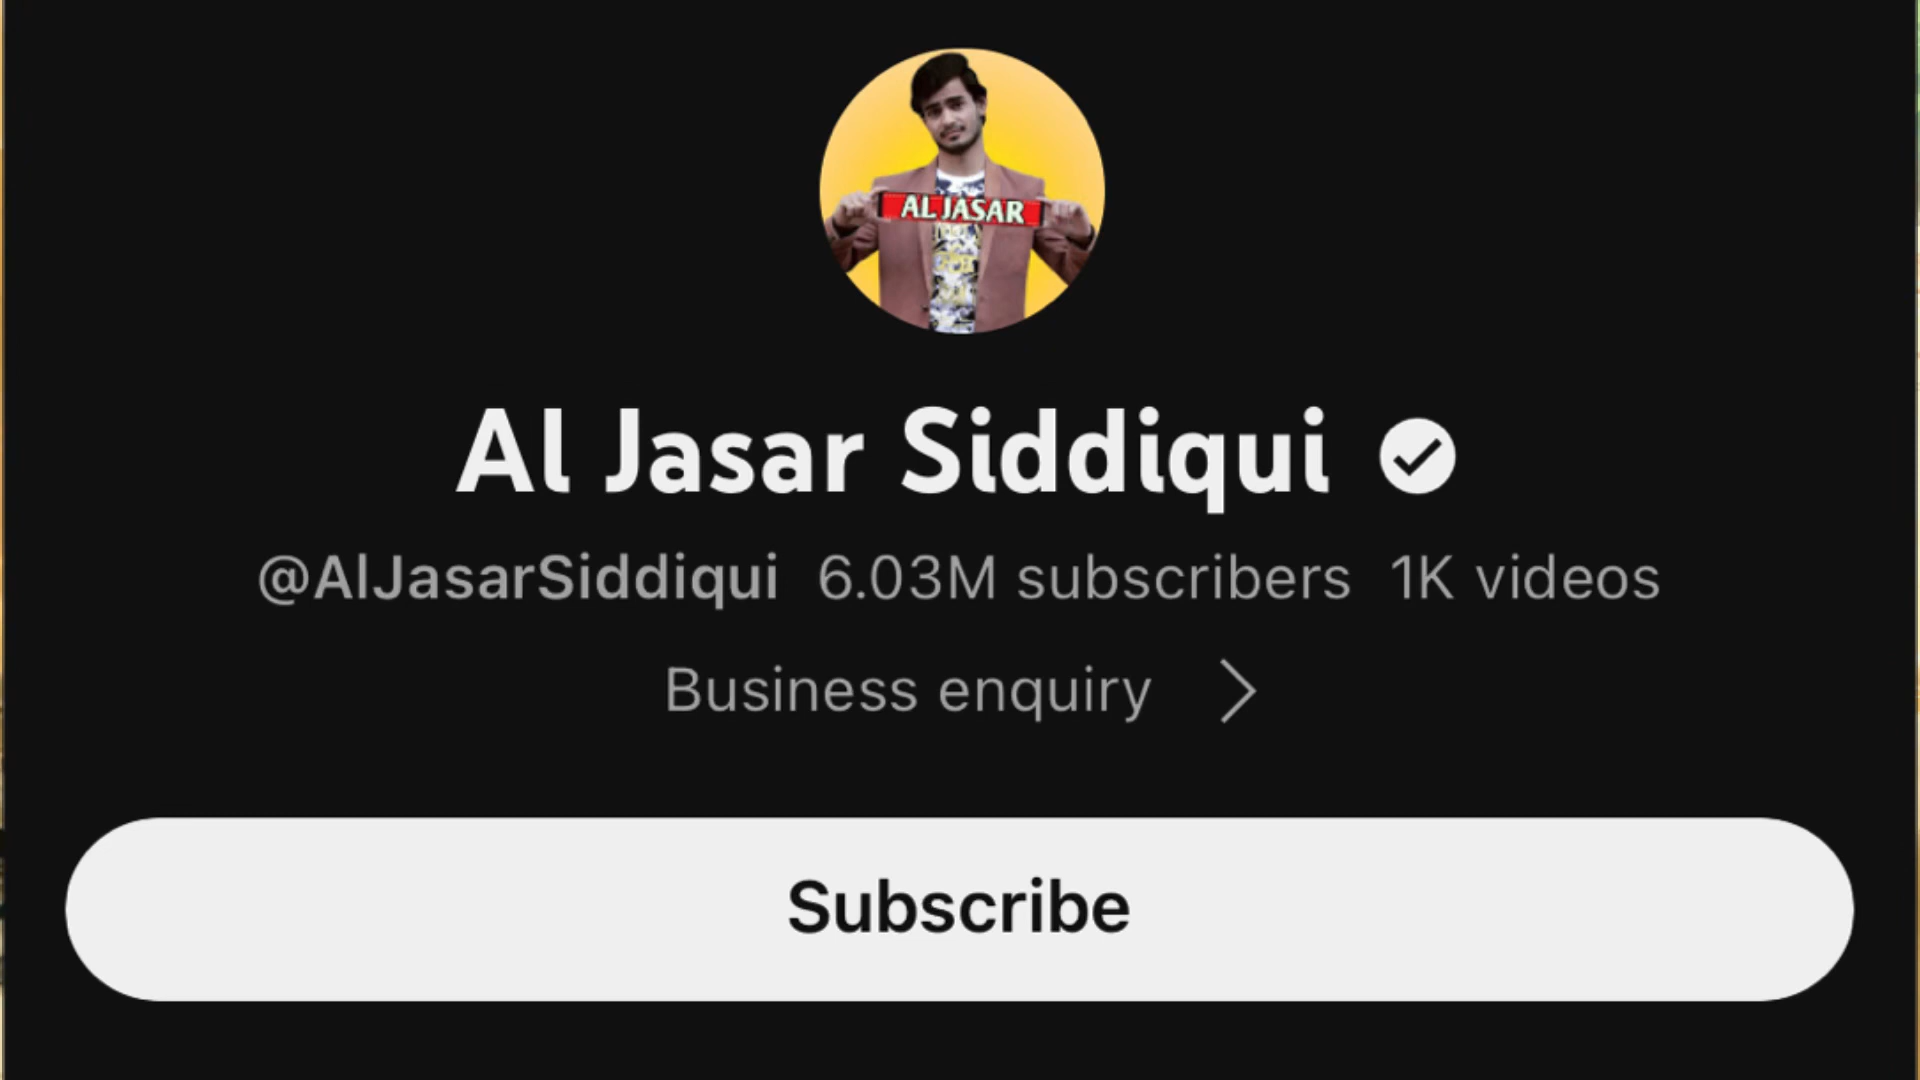 AL JASAR
Al Jasar Siddiqui
@AlJasarSiddiqui 6.03M subscribers 1K videos
Business enquiry
Subscribe